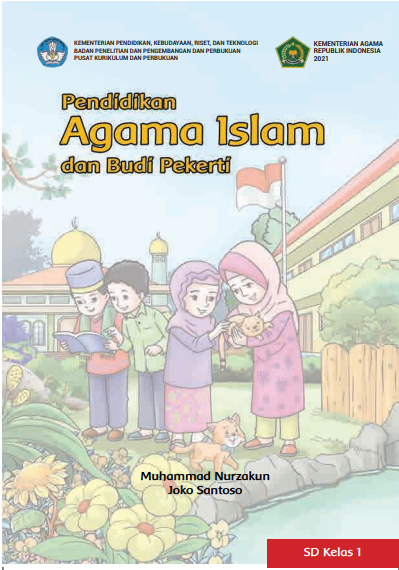 KEMENTERIAN PENDIDIKAN, KEBUDAYAAN, RISET, DAN TEKNOLOGI
BADAN PENELITIAN DAN PENGEMBANGAN DAN PERBUKUAN
PUSAT KURIKULUM DAN PERBUKUAN
KEMENTERIAN AGAMA
REPUBLIK INDONESIA
2021
Pendidikan
Agama Islam
dan Budi Pekerti
Muhammad Nurzakun
Joko Santoso
SD Kelas 1